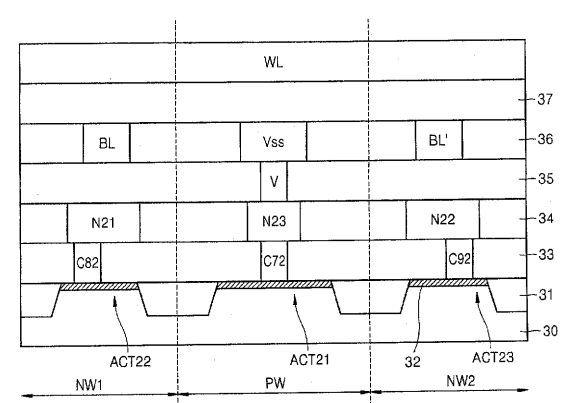 WL
37
BL Vss BL' 36
V 35
N21 N23 N22 34
C82 C72 C92 33
31
30
ACT22 ACT21 32 ACT23
NW1 PW NW2